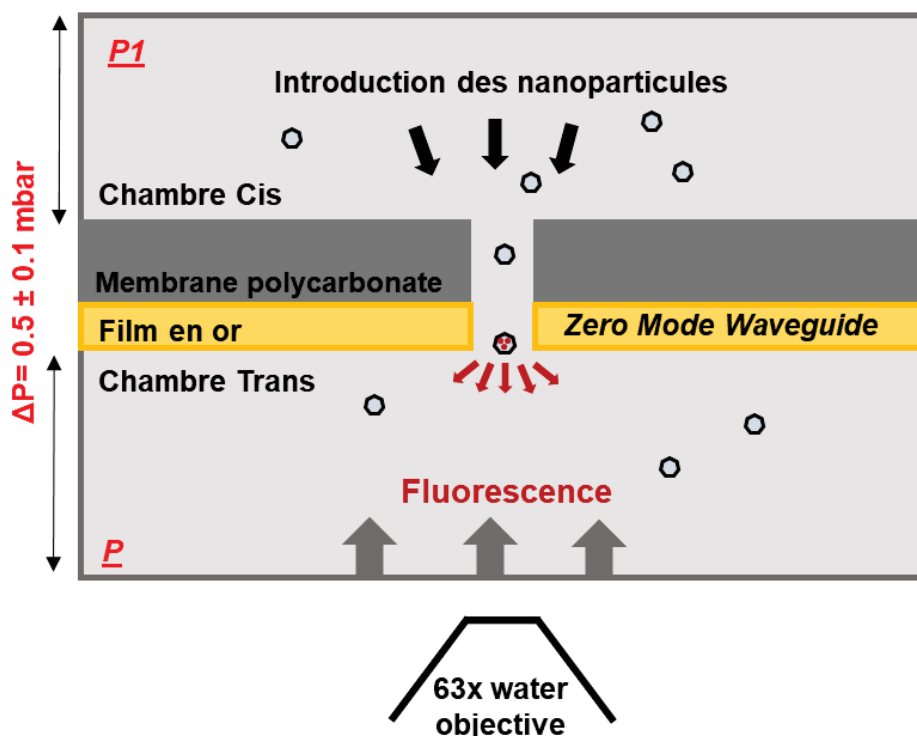 P1
Introduction des nanoparticules
Chambre Cis
ΔP= 0.5 ± 0.1 mbar
Membrane polycarbonate
Film en or
Zero Mode Waveguide
Chambre Trans
Fluorescence
P
63x water
objective